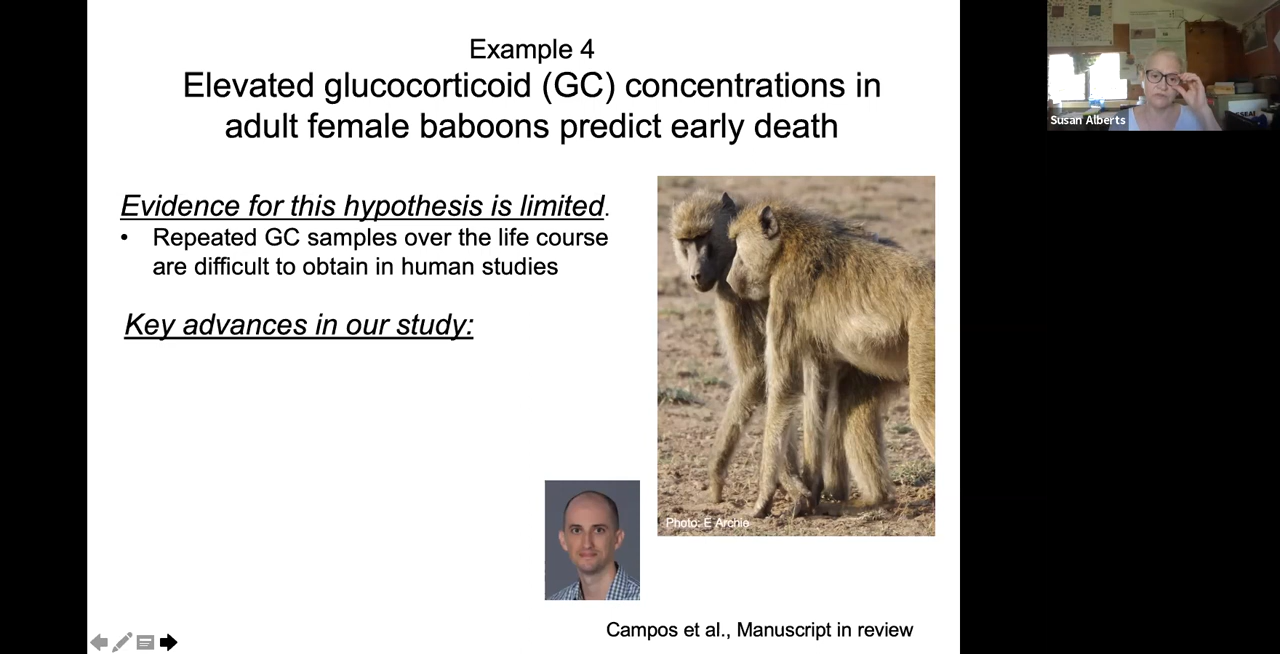 Example 4
Elevated glucocorticoid (GC) concentrations in
adult female baboons predict early death
Evidence for this hypothesis is limited.
• Repeated GC samples over the life course
are difficult to obtain in human studies
Key advances in our study:
Photo: E Archie
Campos et al., Manuscript in review
Susan Alberts